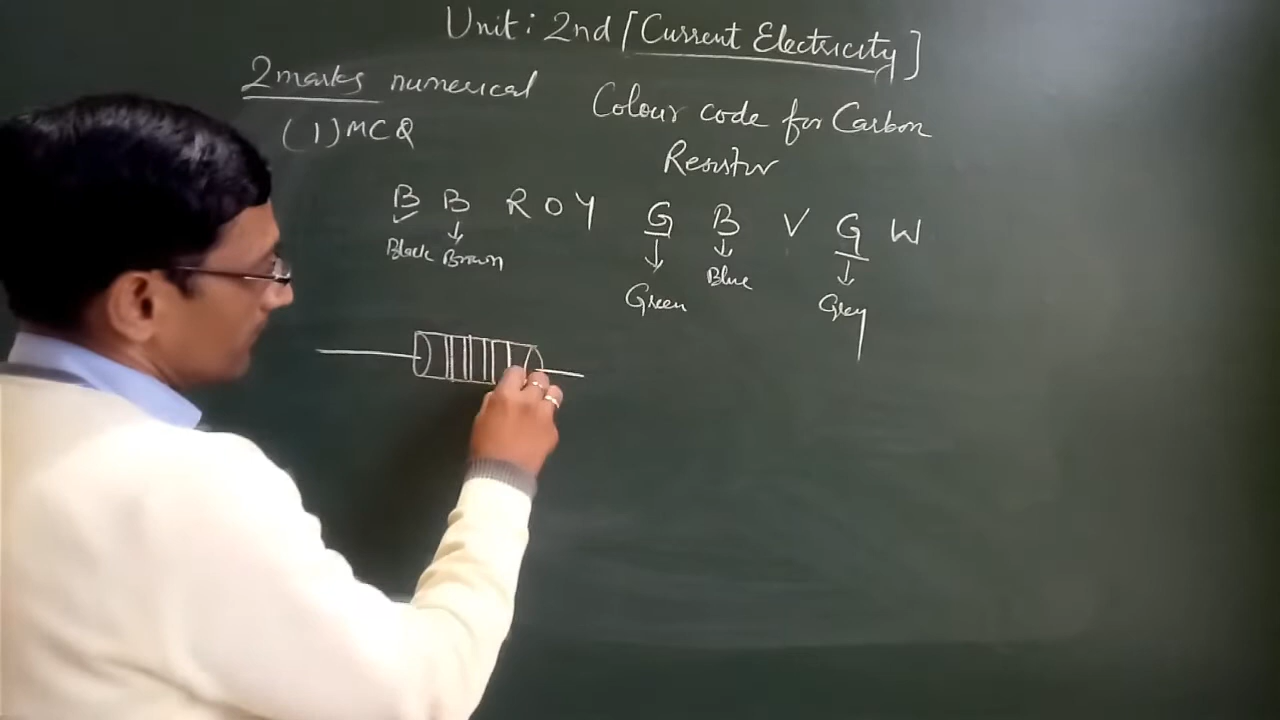 Unit: 2nd [Current Electricity]
2marks numerical
(1) MCQ
Colour code for Carbon
Resistor
B B R O Y G B V G W
Black Brown Green Blue Grey